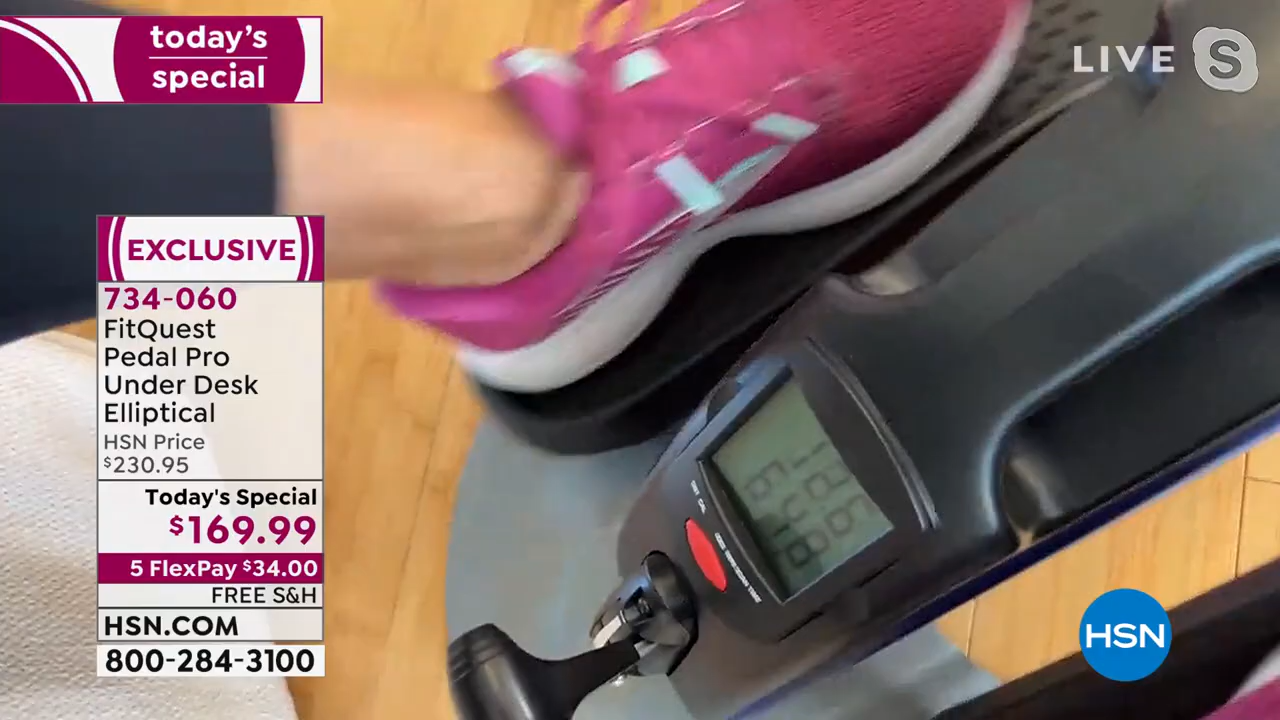 today's
special
LIVE S
EXCLUSIVE
734-060
FitQuest
Pedal Pro
Under Desk
Elliptical
HSN Price
$230.95
Today's Special
$169.99
5 FlexPay $34.00
FREE S&H
HSN.COM
800-284-3100
HSN